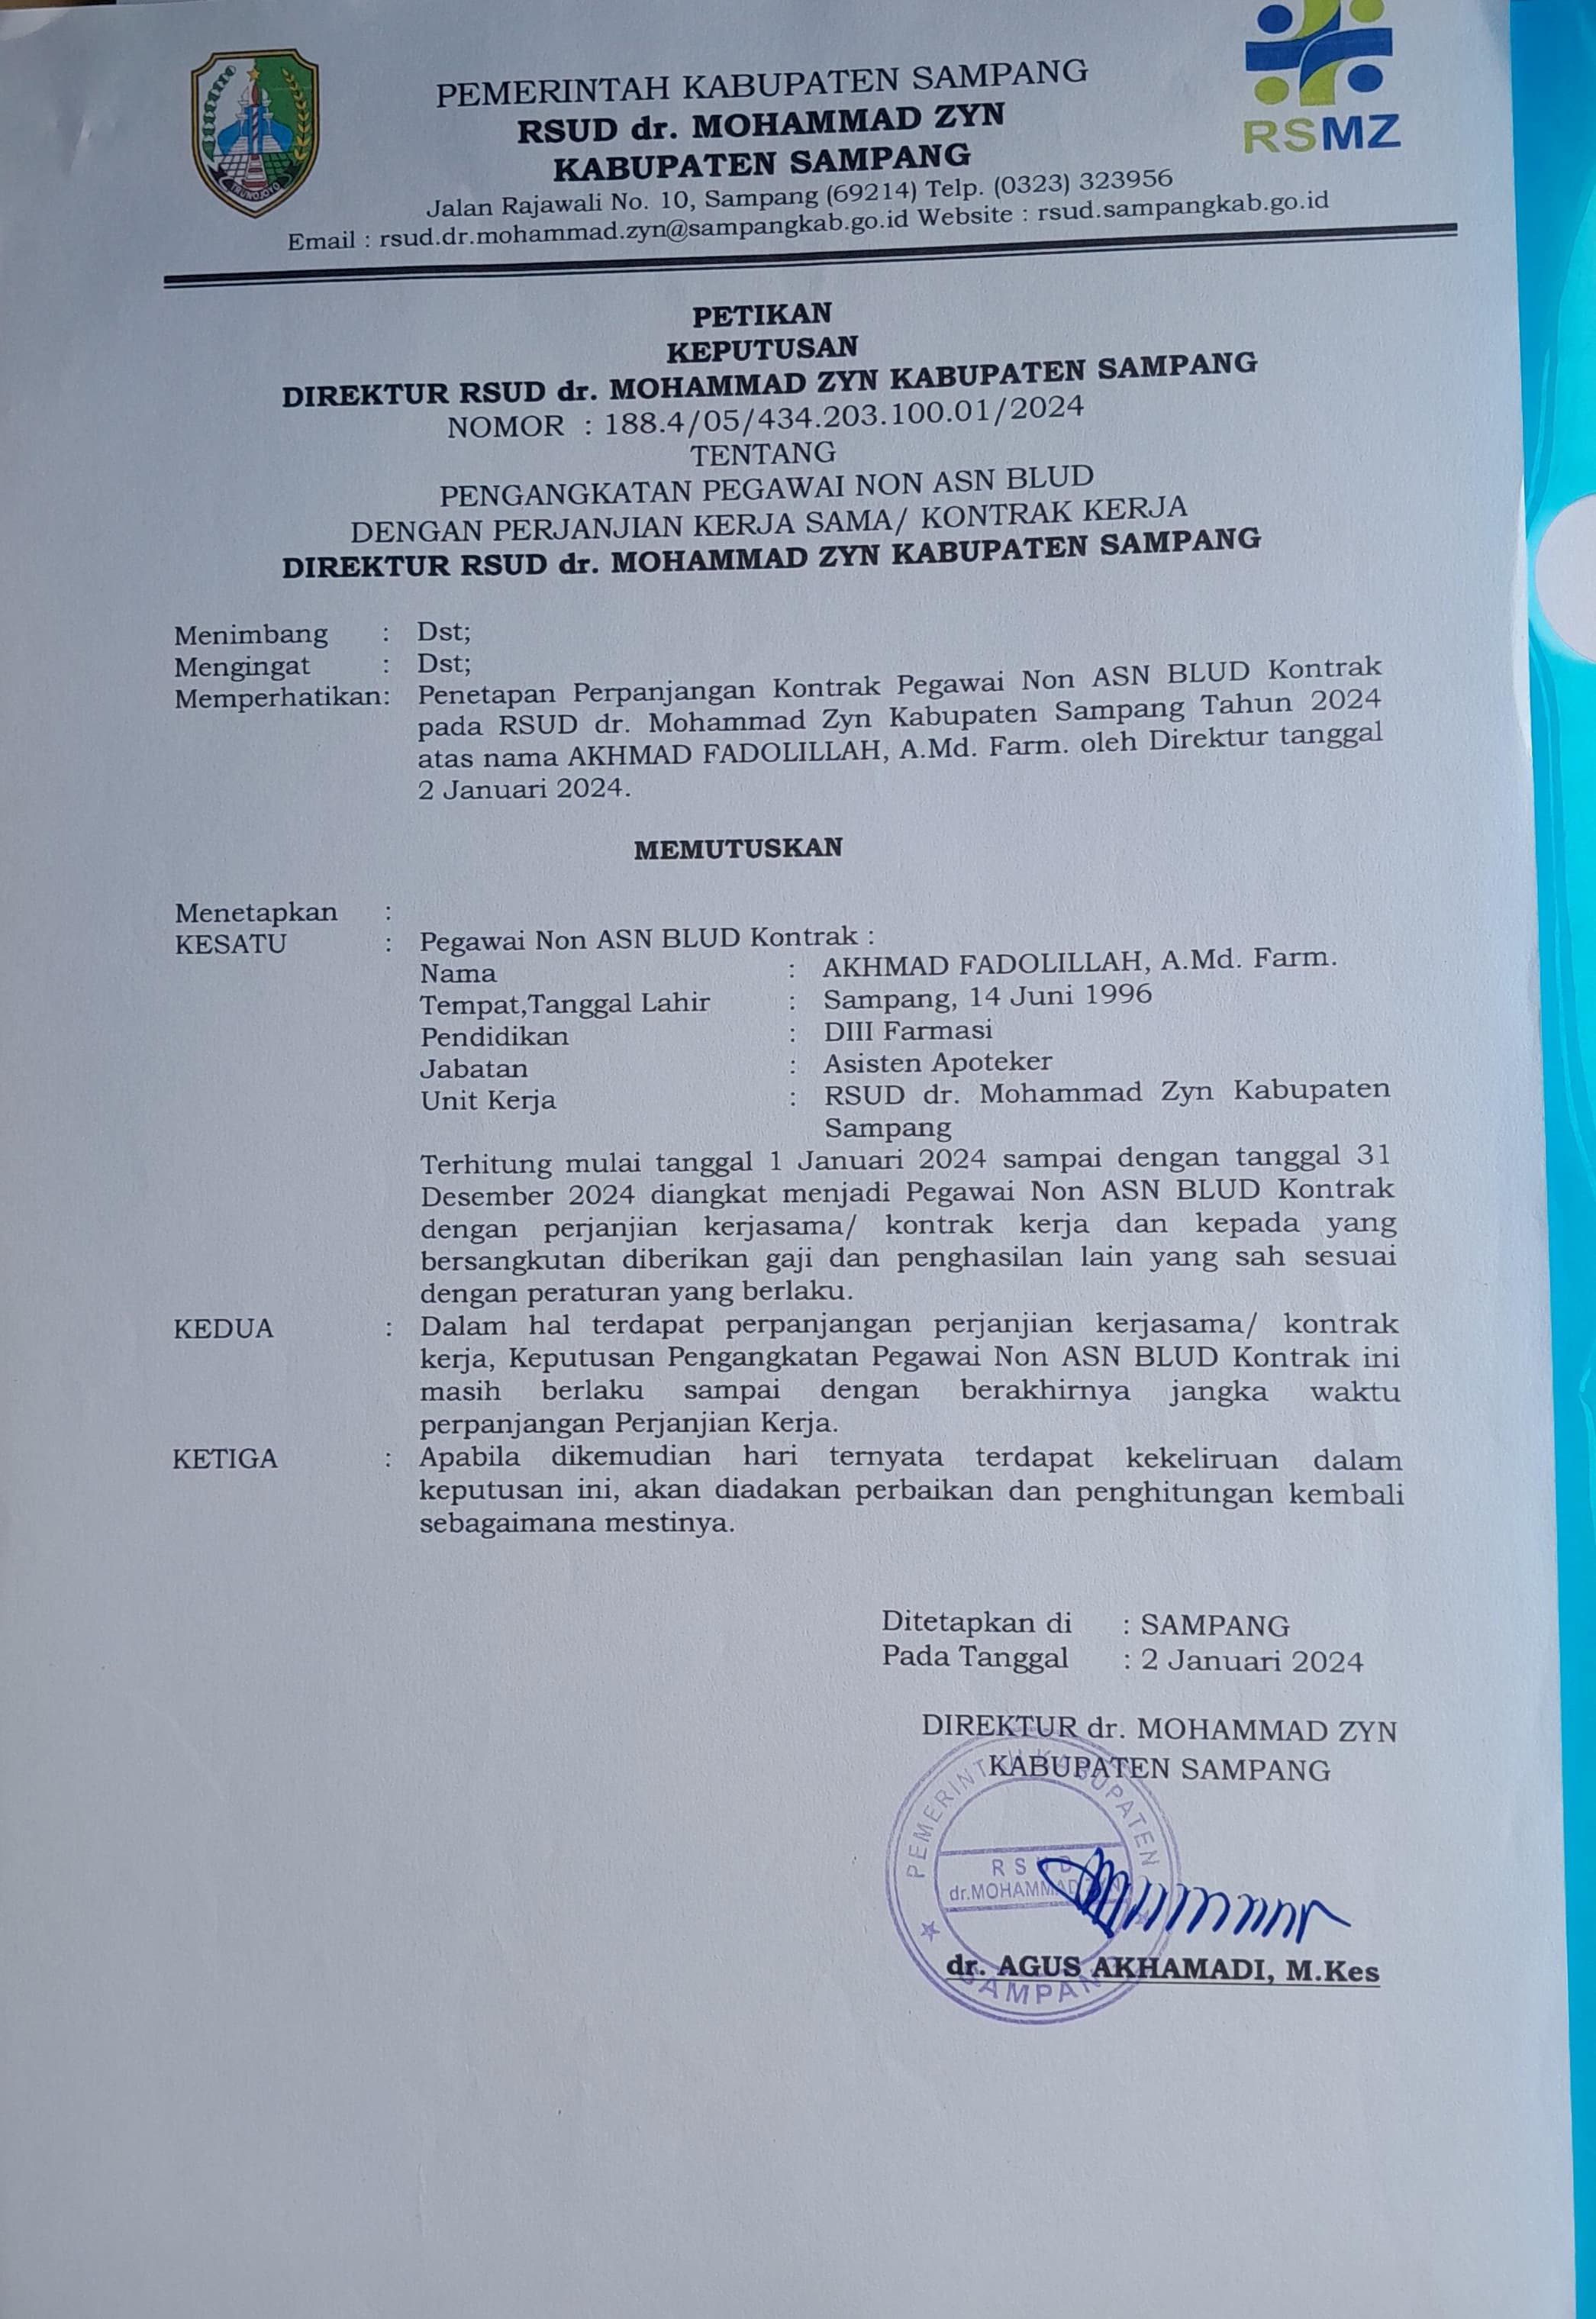 TRUNOJOYO
RSMZ
PEMERINTAH KABUPATEN SAMPANG
RSUD dr. MOHAMMAD ZYN
KABUPATEN SAMPANG
Jalan Rajawali No. 10, Sampang (69214) Telp. (0323) 323956
Email : rsud.dr.mohammad.zyn@sampangkab.go.id Website : rsud.sampangkab.go.id
PETIKAN
KEPUTUSAN
DIREKTUR RSUD dr. MOHAMMAD ZYN KABUPATEN SAMPANG
NOMOR : 188.4/05/434.203.100.01/2024
TENTANG
PENGANGKATAN PEGAWAI NON ASN BLUD
DENGAN PERJANJIAN KERJA SAMA/ KONTRAK KERJA
DIREKTUR RSUD dr. MOHAMMAD ZYN KABUPATEN SAMPANG
Menimbang : Dst;
Mengingat : Dst;
Memperhatikan: Penetapan Perpanjangan Kontrak Pegawai Non ASN BLUD Kontrak
pada RSUD dr. Mohammad Zyn Kabupaten Sampang Tahun 2024
atas nama AKHMAD FADOLILLAH, A.Md. Farm. oleh Direktur tanggal
2 Januari 2024.
MEMUTUSKAN
Menetapkan :
KESATU : Pegawai Non ASN BLUD Kontrak :
Nama : AKHMAD FADOLILLAH, A.Md. Farm.
Tempat,Tanggal Lahir : Sampang, 14 Juni 1996
Pendidikan : DIII Farmasi
Jabatan : Asisten Apoteker
Unit Kerja : RSUD dr. Mohammad Zyn Kabupaten
Sampang
Terhitung mulai tanggal 1 Januari 2024 sampai dengan tanggal 31
Desember 2024 diangkat menjadi Pegawai Non ASN BLUD Kontrak
dengan perjanjian kerjasama/ kontrak kerja dan kepada yang
bersangkutan diberikan gaji dan penghasilan lain yang sah sesuai
dengan peraturan yang berlaku.
KEDUA : Dalam hal terdapat perpanjangan perjanjian kerjasama/ kontrak
kerja, Keputusan Pengangkatan Pegawai Non ASN BLUD Kontrak ini
masih berlaku sampai dengan berakhirnya jangka waktu
perpanjangan Perjanjian Kerja.
KETIGA : Apabila dikemudian hari ternyata terdapat kekeliruan dalam
keputusan ini, akan diadakan perbaikan dan penghitungan kembali
sebagaimana mestinya.
Ditetapkan di : SAMPANG
Pada Tanggal : 2 Januari 2024
DIREKTUR dr. MOHAMMAD ZYN
KABUPATEN SAMPANG
PEMERINTAH KABUPATEN
RSUD
dr.MOHAMMAD ZYN
SAMPANG
dr. AGUS AKHAMADI, M.Kes